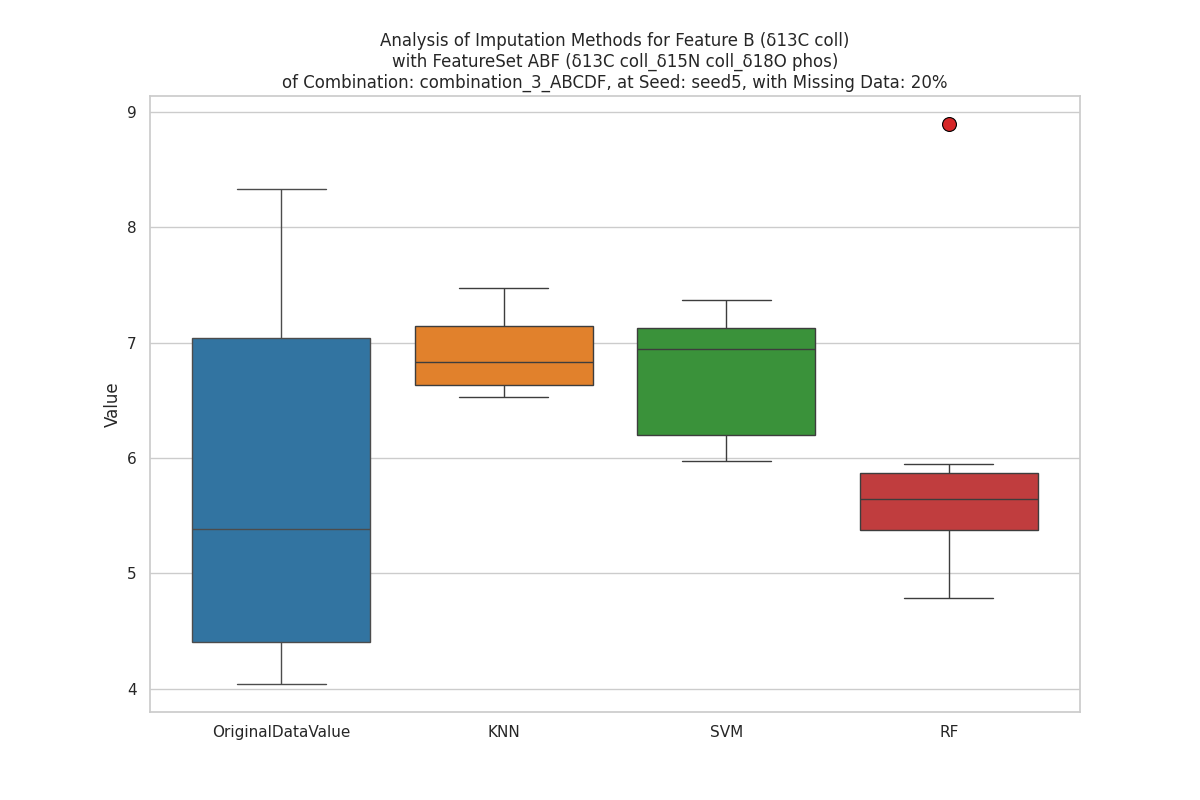 Analysis of Imputation Methods for Feature B (δ13C coll)
with FeatureSet ABF (δ13C coll_δ15N coll_δ18O phos)
of Combination: combination_3_ABCDF, at Seed: seed5, with Missing Data: 20%
9
8
7
6
5
4
Value
OriginalDataValue
KNN
SVM
RF